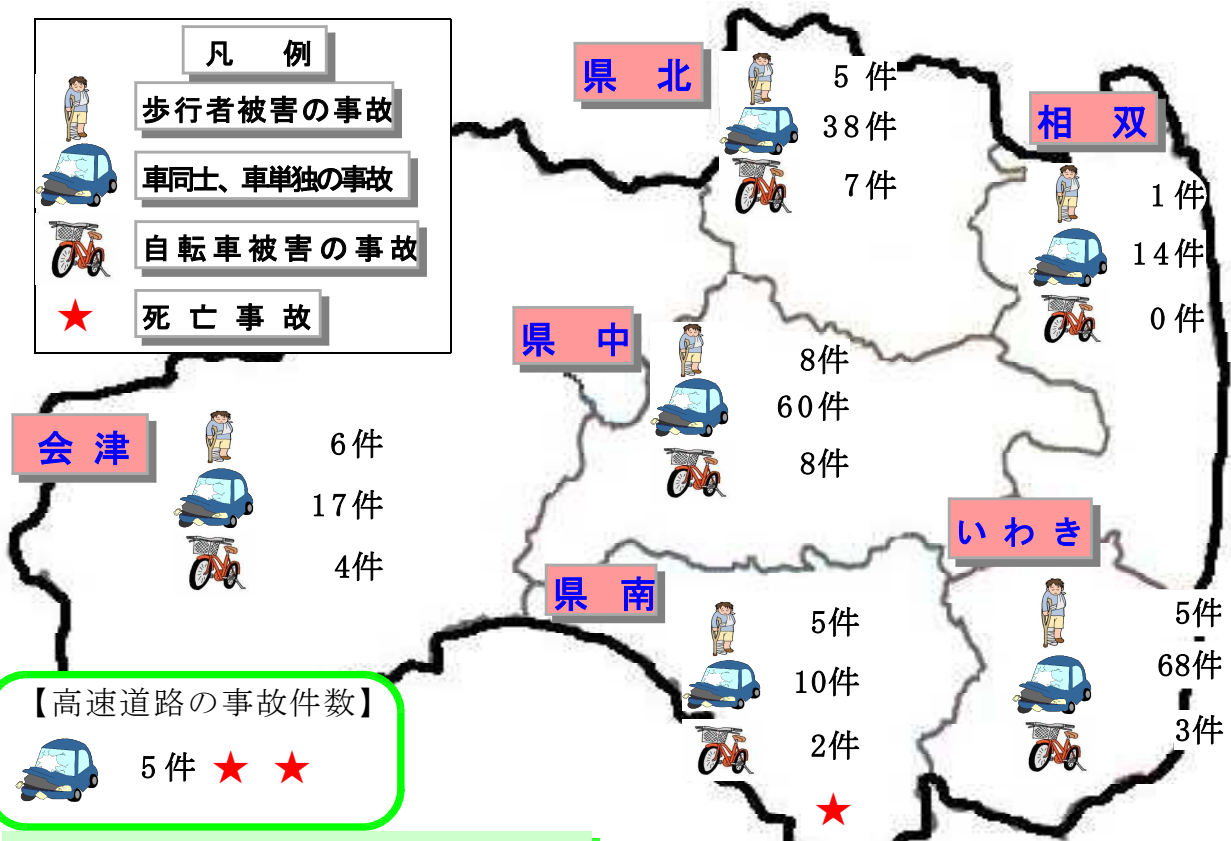 凡 例
歩行者被害の事故
車同士、車単独の事故
自転車被害の事故
死亡事故
県 北
5 件
38件
7件
相 双
1件
14件
0件
県 中
8件
60件
8件
会 津
6件
17件
4件
いわき
5件
68件
3件
県 南
5件
10件
2件
【高速道路の事故件数】
5件 ★ ★